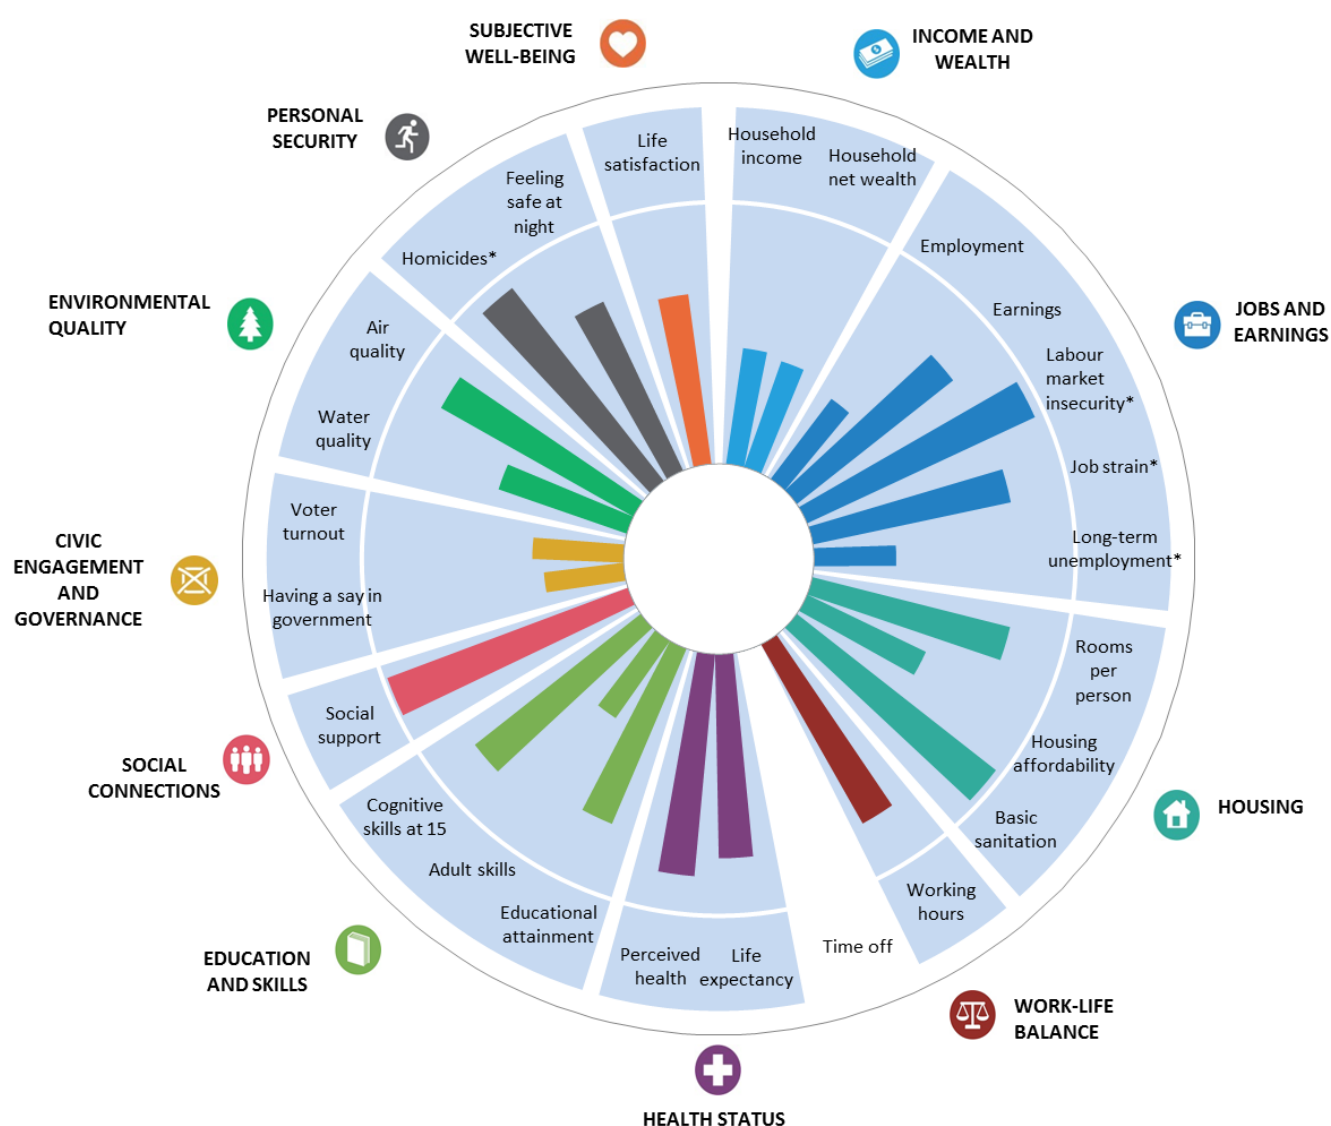 SUBJECTIVE
WELL-BEING
INCOME AND
WEALTH
PERSONAL
SECURITY
Life
satisfaction
Household
income
Household
net wealth
Feeling
safe at
night
Homicides*
Employment
Earnings
ENVIRONMENTAL
QUALITY
JOBS AND
EARNINGS
Air
quality
Labour
market
insecurity*
Water
quality
Job strain*
Voter
turnout
Long-term
unemployment*
CIVIC
ENGAGEMENT
AND
GOVERNANCE
Having a say in
government
Rooms
per
person
Social
support
Housing
affordability
SOCIAL
CONNECTIONS
HOUSING
Cognitive
skills at 15
Basic
sanitation
Adult skills
Working
hours
Educational
attainment
Perceived
health
Life
expectancy
Time off
EDUCATION
AND SKILLS
WORK-LIFE
BALANCE
HEALTH STATUS